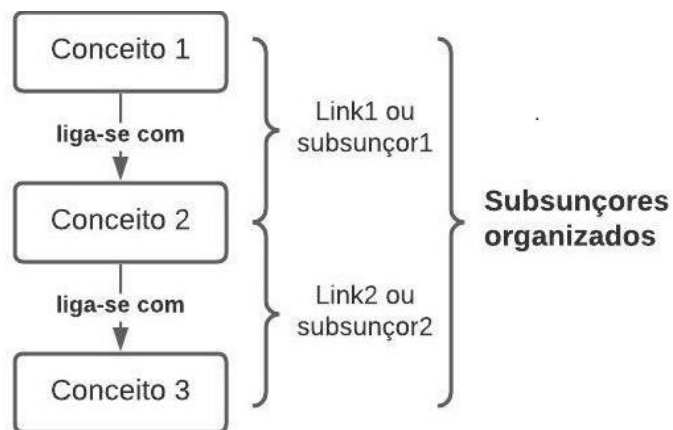 Conceito 1
liga-se com
Conceito 2
liga-se com
Conceito 3
Link1 ou
subsunçor1
Link2 ou
subsunçor2
.
Subsunçores
organizados